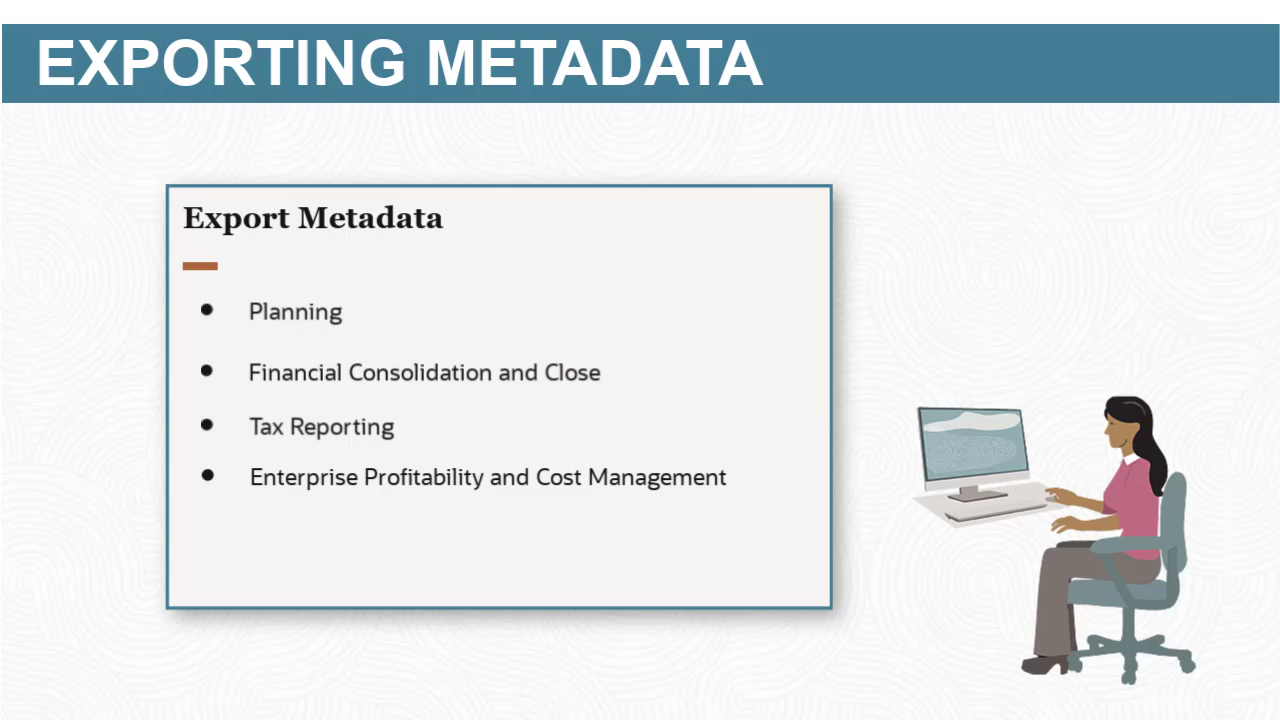 EXPORTING METADATA
Export Metadata
Planning
Financial Consolidation and Close
Tax Reporting
Enterprise Profitability and Cost Management